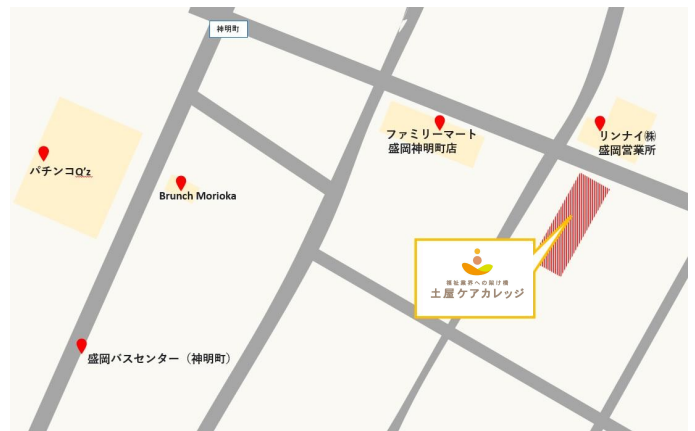 神明町
ファミリーマート
盛岡神明町店
リンナイ㈱
盛岡営業所
パチンコQ'z
Brunch Morioka
福祉業界への架け橋
土屋ケアカレッジ
盛岡バスセンター（神明町）